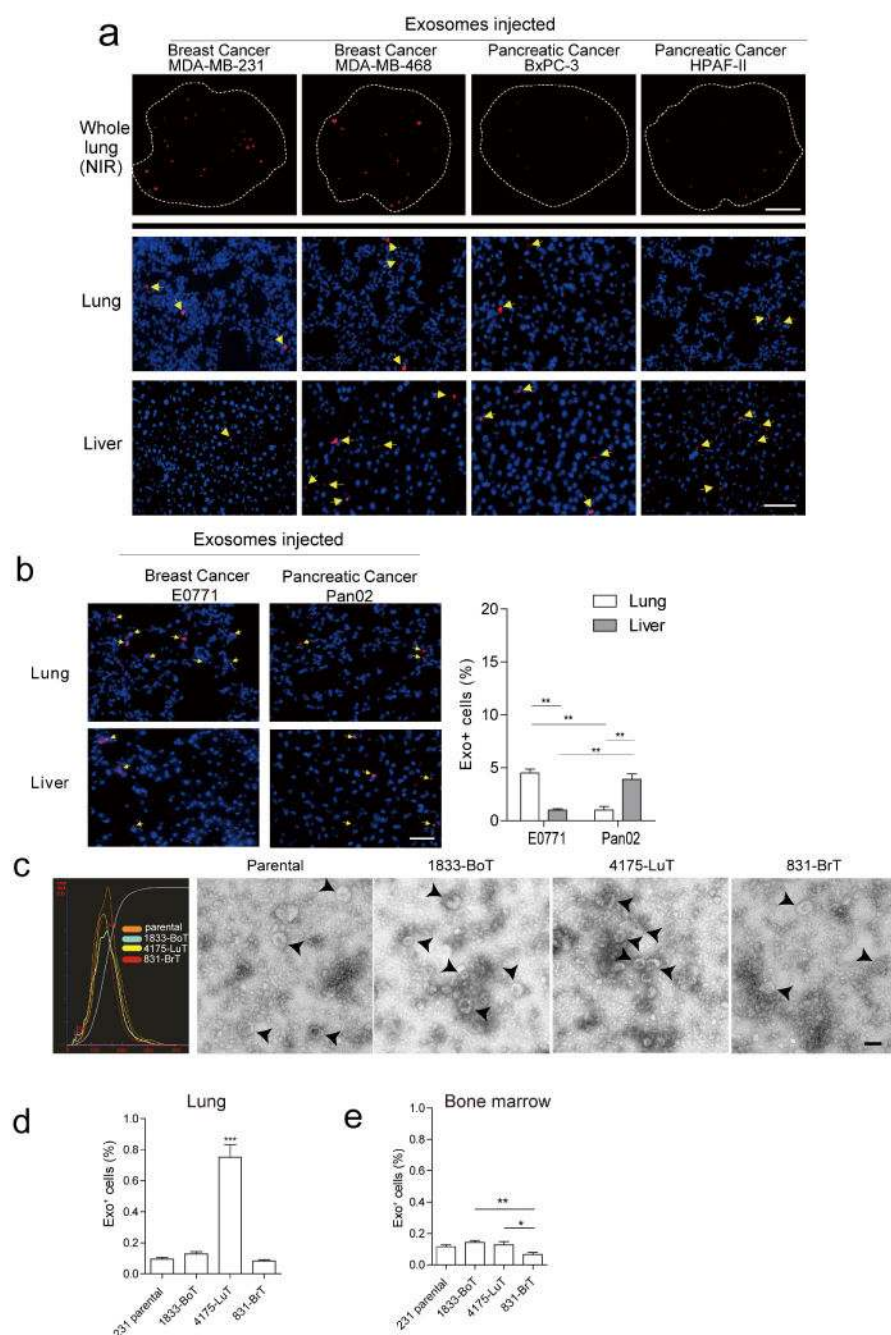 a
Exosomes injected
Breast Cancer
MDA-MB-231
Breast Cancer
MDA-MB-468
Pancreatic Cancer
BxPC-3
Pancreatic Cancer
HPAF-II
Whole
lung
(NIR)
Lung
Liver
b
Exosomes injected
Breast Cancer
E0771
Pancreatic Cancer
Pan02
Lung
Liver
Lung
Liver
Exo+ cells (%)
20
15
10
5
0
**
**
**
**
E0771
Pan02
c
Parental
1833-BoT
4175-LuT
831-BrT
parental
1833-BoT
4175-LuT
831-BrT
d
Lung
Exo+ cells (%)
1.0
0.8
0.6
0.4
0.2
0.0
***
231 parental
1833-BoT
4175-LuT
831-BrT
e
Bone marrow
Exo+ cells (%)
1.0
0.8
0.6
0.4
0.2
0.0
**
*
231 parental
1833-BoT
4175-LuT
831-BrT